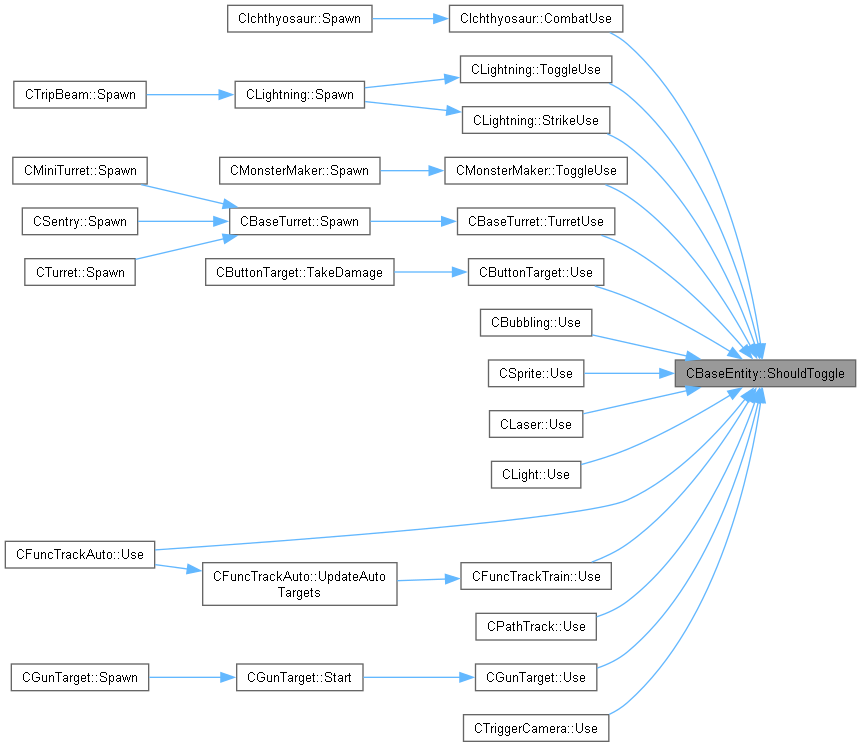 CIchthyosaur::Spawn
CIchthyosaur::CombatUse
CLightning::ToggleUse
CTripBeam::Spawn
CLightning::Spawn
CLightning::StrikeUse
CMiniTurret::Spawn
CMonsterMaker::Spawn
CMonsterMaker::ToggleUse
CSentry::Spawn
CBaseTurret::Spawn
CBaseTurret::TurretUse
CTurret::Spawn
CButtonTarget::TakeDamage
CButtonTarget::Use
CBubbling::Use
CSprite::Use
CBaseEntity::ShouldToggle
CLaser::Use
CLight::Use
CFuncTrackAuto::Use
CFuncTrackAuto::UpdateAuto
Targets
CFuncTrackTrain::Use
CPathTrack::Use
CGunTarget::Spawn
CGunTarget::Start
CGunTarget::Use
CTriggerCamera::Use